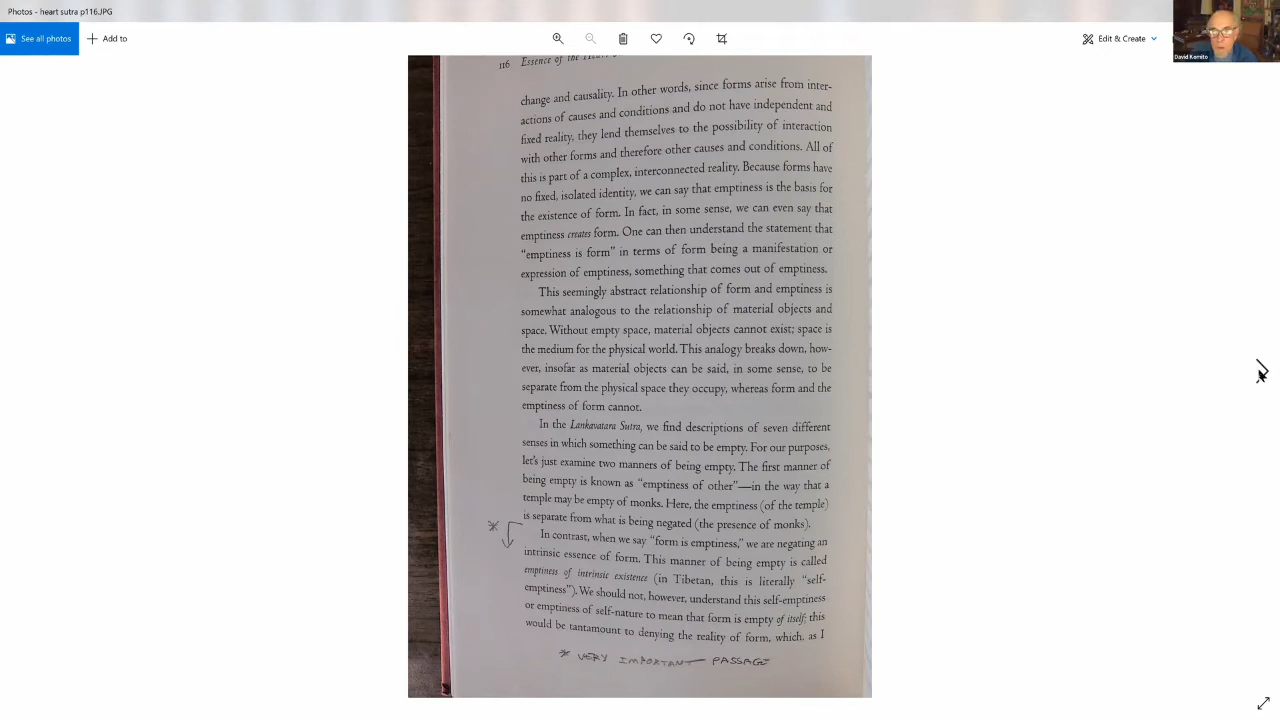 Photos - heart sutra p116JPG
See all photos
Add to
Edit & Create
David Komito
116 Essence of the Heart
change and causality. In other words, since forms arise from inter-
actions of causes and conditions and do not have independent and
fixed reality, they lend themselves to the possibility of interaction
with other forms and therefore other causes and conditions. All of
this is part of a complex, interconnected reality. Because forms have
no fixed, isolated identity, we can say that emptiness is the basis for
the existence of form. In fact, in some sense, we can even say that
emptiness creates form. One can then understand the statement that
“emptiness is form” in terms of form being a manifestation or
expression of emptiness, something that comes out of emptiness.
This seemingly abstract relationship of form and emptiness is
somewhat analogous to the relationship of material objects and
space. Without empty space, material objects cannot exist; space is
the medium for the physical world. This analogy breaks down, how-
ever, in that material objects can be said, in some sense, to be
separate from the physical space they occupy, whereas form and the
emptiness of form cannot.
In the Lankavatara Sutra, we find descriptions of seven different
senses in which something can be said to be empty. For our purposes,
let’s just consider two manners of being empty. The first manner of
being empty is known as “emptiness of other”—in the way that a
temple may be empty of monks. Here the emptiness (of the temple)
is separate from what is being negated (the presence of monks).
In contrast, when we say “form is emptiness,” we are negating an
intrinsic essence of form. This manner of being empty is called
emptiness of intrinsic existence (in Tibetan, this is literally “self-
emptiness”). We should not, however, understand this self-emptiness
or emptiness of self-nature to mean that form is empty of itself; this
would be tantamount to denying the reality of form, which, as I
* VERY IMPORTANT PASSAGE